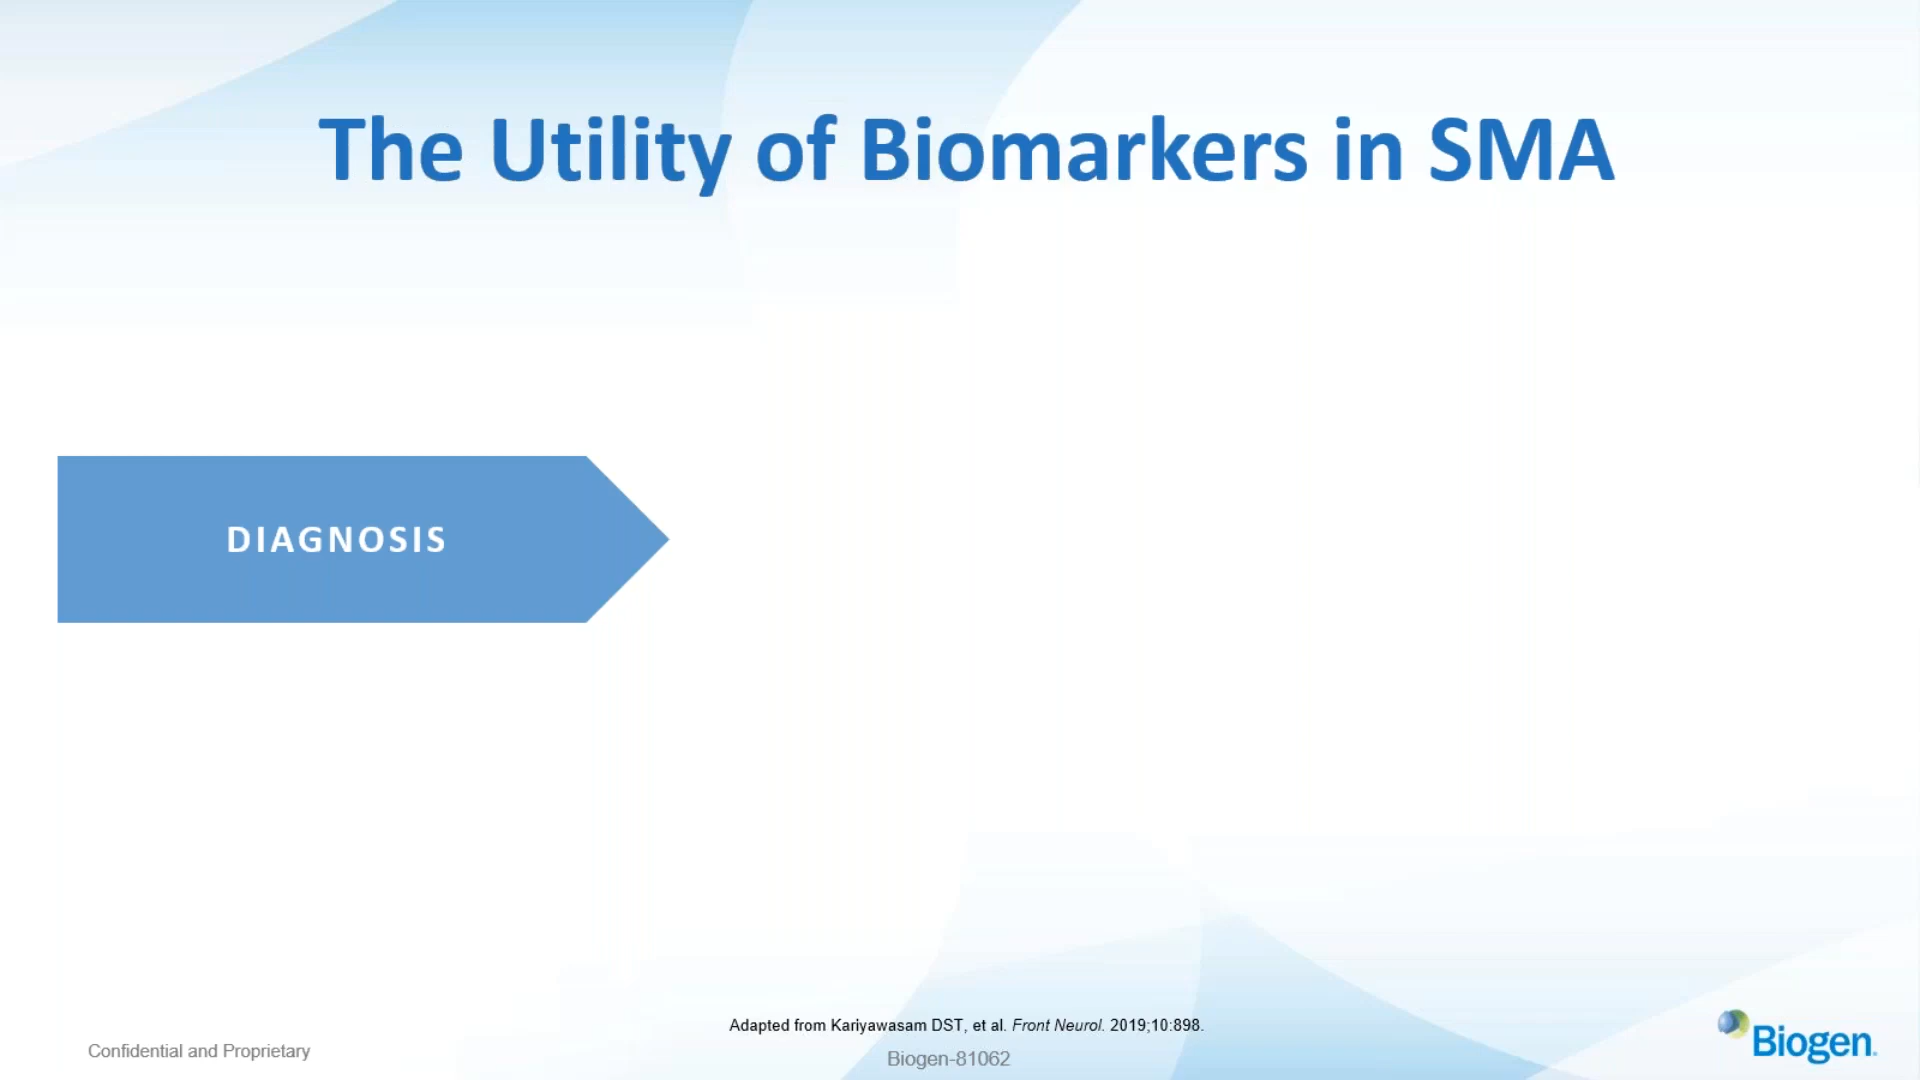 The Utility of Biomarkers in SMA
DIAGNOSIS
Adapted from Kariyawasam DST, et al. Front Neurol. 2019;10:898.
Confidential and Proprietary
Biogen-81062
Biogen.